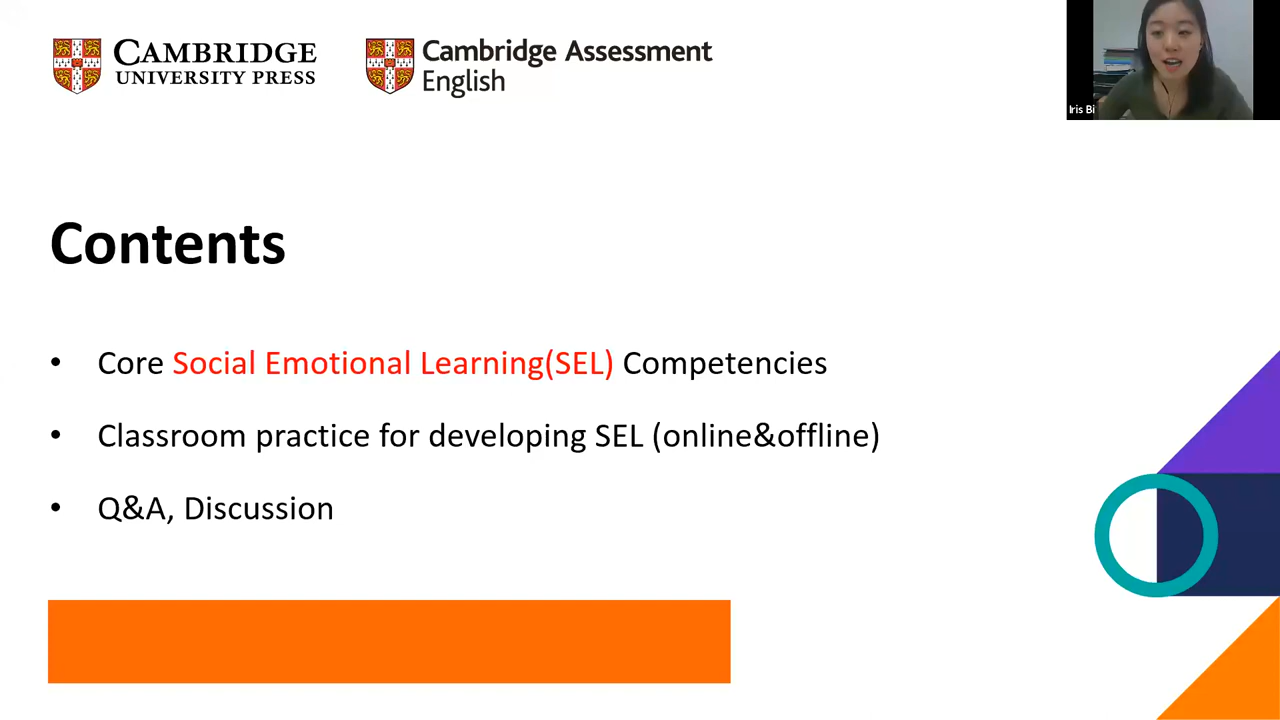 CAMBRIDGE
UNIVERSITY PRESS
Cambridge Assessment
English
Iris Bi
Contents
• Core Social Emotional Learning(SEL) Competencies
• Classroom practice for developing SEL (online&offline)
• Q&A, Discussion